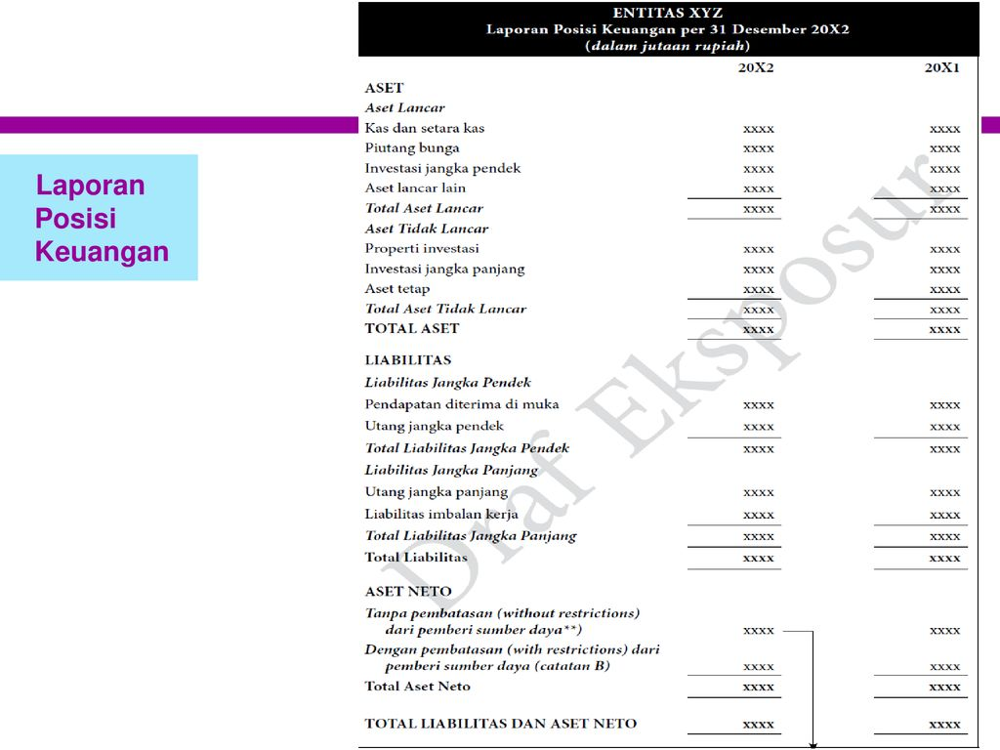 ENTITAS XYZ
Laporan Posisi Keuangan per 31 Desember 20X2
(dalam jutaan rupiah)
20X2 20X1
ASET
Aset Lancar
Kas dan setara kas xxxx xxxx
Piutang bunga xxxx xxxx
Investasi jangka pendek xxxx xxxx
Aset lancar lain xxxx xxxx
Total Aset Lancar xxxx xxxx
Aset Tidak Lancar
Properti investasi xxxx xxxx
Investasi jangka panjang xxxx xxxx
Aset tetap xxxx xxxx
Total Aset Tidak Lancar xxxx xxxx
TOTAL ASET xxxx xxxx
LIABILITAS
Liabilitas Jangka Pendek
Pendapatan diterima di muka xxxx xxxx
Utang jangka pendek xxxx xxxx
Total Liabilitas Jangka Pendek xxxx xxxx
Liabilitas Jangka Panjang
Utang jangka panjang xxxx xxxx
Liabilitas imbalan kerja xxxx xxxx
Total Liabilitas Jangka Panjang xxxx xxxx
Total Liabilitas xxxx xxxx
ASET NETO
Tanpa pembatasan (without restrictions)
dari pemberi sumber daya**) xxxx xxxx
Dengan pembatasan (with restrictions) dari
pemberi sumber daya (catatan B) xxxx xxxx
Total Aset Neto xxxx xxxx
TOTAL LIABILITAS DAN ASET NETO xxxx xxxx
Draf Eksposur
Laporan
Posisi
Keuangan